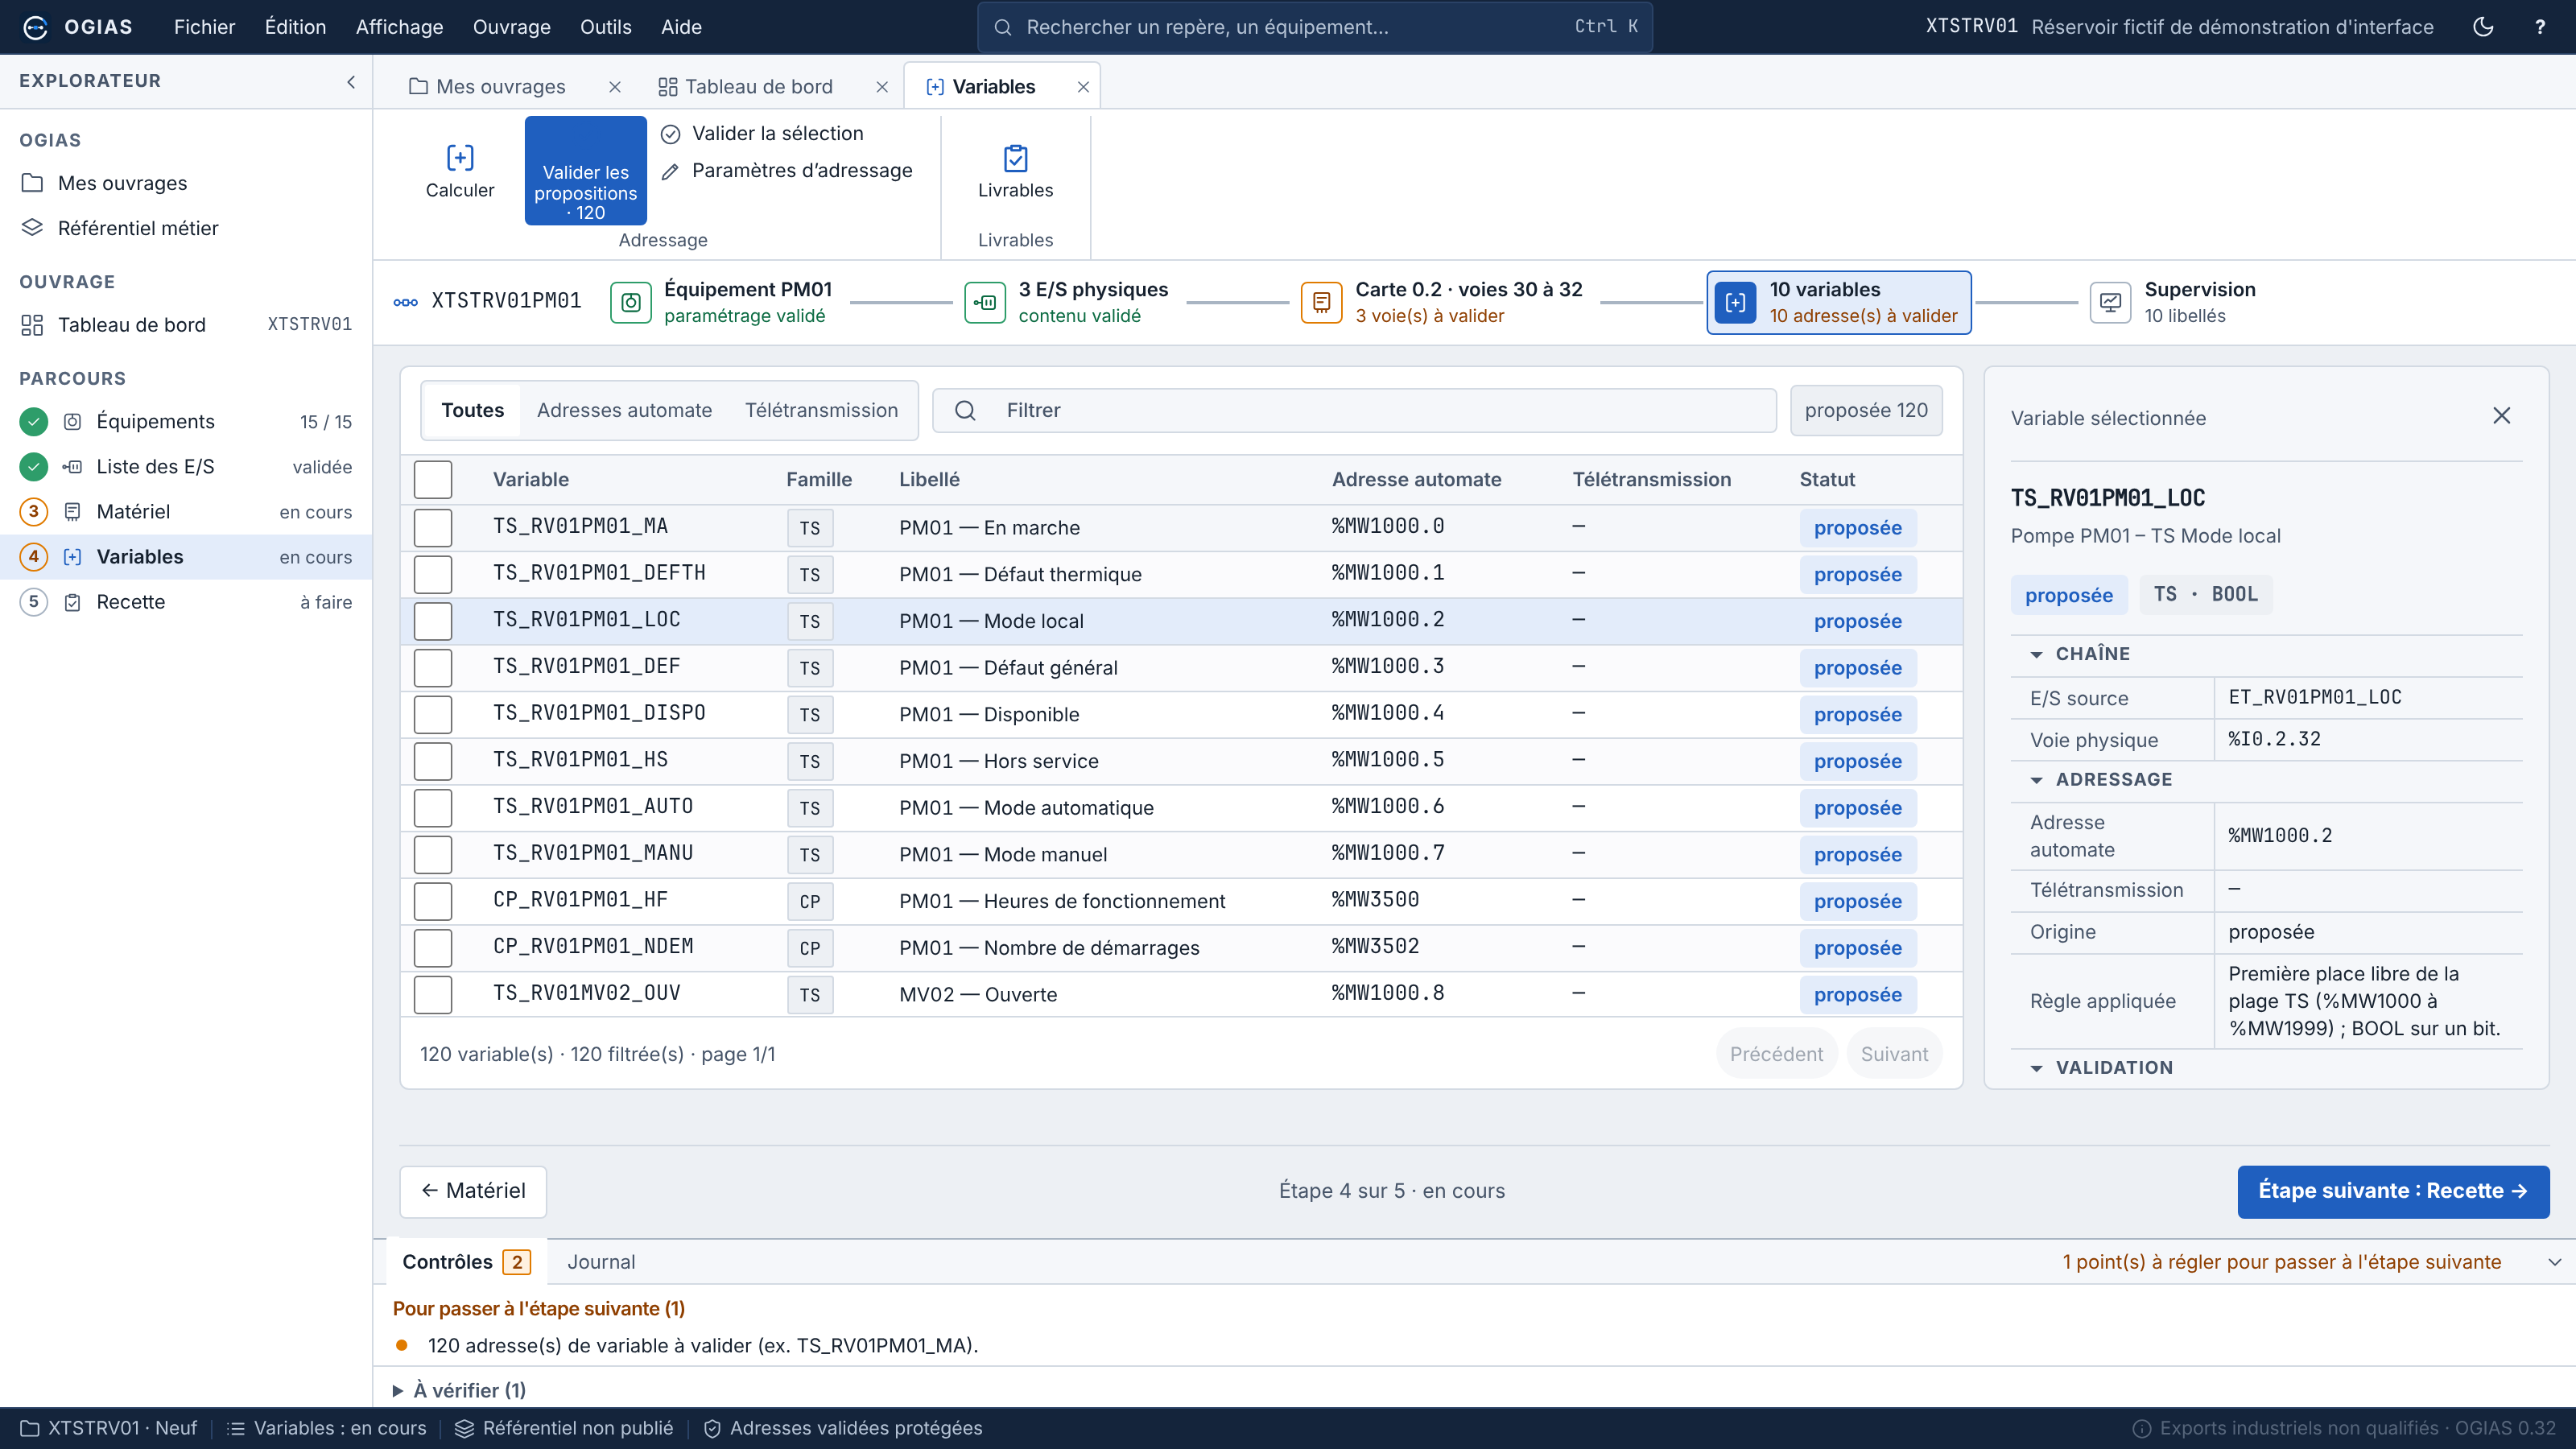 OGIAS Fichier Édition Affichage Ouvrage Outils Aide Rechercher un repère, un équipement... Ctrl K XTSTRV01 Réservoir fictif de démonstration d'interface ?
EXPLORATEUR
Mes ouvrages Tableau de bord Variables
OGIAS
Mes ouvrages
Référentiel métier
OUVRAGE
Tableau de bord XTSTRV01
PARCOURS
Équipements 15 / 15
Liste des E/S validée
3 Matériel en cours
4 Variables en cours
5 Recette à faire
Calculer
Valider les
propositions
· 120
Valider la sélection
Paramètres d’adressage
Adressage
Livrables
Livrables
XTSTRV01PM01
Équipement PM01
paramétrage validé
3 E/S physiques
contenu validé
Carte 0.2 · voies 30 à 32
3 voie(s) à valider
10 variables
10 adresse(s) à valider
Supervision
10 libellés
Toutes Adresses automate Télétransmission Filtrer proposée 120
Variable Famille Libellé Adresse automate Télétransmission Statut
TS_RV01PM01_MA TS PM01 — En marche %MW1000.0 — proposée
TS_RV01PM01_DEFTH TS PM01 — Défaut thermique %MW1000.1 — proposée
TS_RV01PM01_LOC TS PM01 — Mode local %MW1000.2 — proposée
TS_RV01PM01_DEF TS PM01 — Défaut général %MW1000.3 — proposée
TS_RV01PM01_DISPO TS PM01 — Disponible %MW1000.4 — proposée
TS_RV01PM01_HS TS PM01 — Hors service %MW1000.5 — proposée
TS_RV01PM01_AUTO TS PM01 — Mode automatique %MW1000.6 — proposée
TS_RV01PM01_MANU TS PM01 — Mode manuel %MW1000.7 — proposée
CP_RV01PM01_HF CP PM01 — Heures de fonctionnement %MW3500 — proposée
CP_RV01PM01_NDEM CP PM01 — Nombre de démarrages %MW3502 — proposée
TS_RV01MV02_OUV TS MV02 — Ouverte %MW1000.8 — proposée
120 variable(s) · 120 filtrée(s) · page 1/1 Précédent Suivant
Variable sélectionnée
TS_RV01PM01_LOC
Pompe PM01 – TS Mode local
proposée TS · BOOL
CHAÎNE
E/S source ET_RV01PM01_LOC
Voie physique %I0.2.32
ADRESSAGE
Adresse
automate
%MW1000.2
Télétransmission —
Origine proposée
Règle appliquée
Première place libre de la
plage TS (%MW1000 à
%MW1999) ; BOOL sur un bit.
VALIDATION
← Matériel Étape 4 sur 5 · en cours Étape suivante : Recette →
Contrôles 2 Journal 1 point(s) à régler pour passer à l'étape suivante
Pour passer à l'étape suivante (1)
120 adresse(s) de variable à valider (ex. TS_RV01PM01_MA).
À vérifier (1)
XTSTRV01 · Neuf Variables : en cours Référentiel non publié Adresses validées protégées Exports industriels non qualifiés · OGIAS 0.32